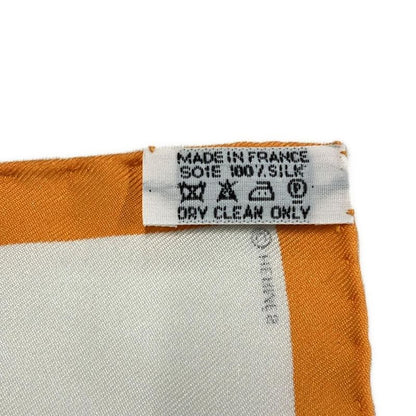 MADE IN FRANCE
SOIE 100% SILK
P
DRY CLEAN ONLY
© HERMES